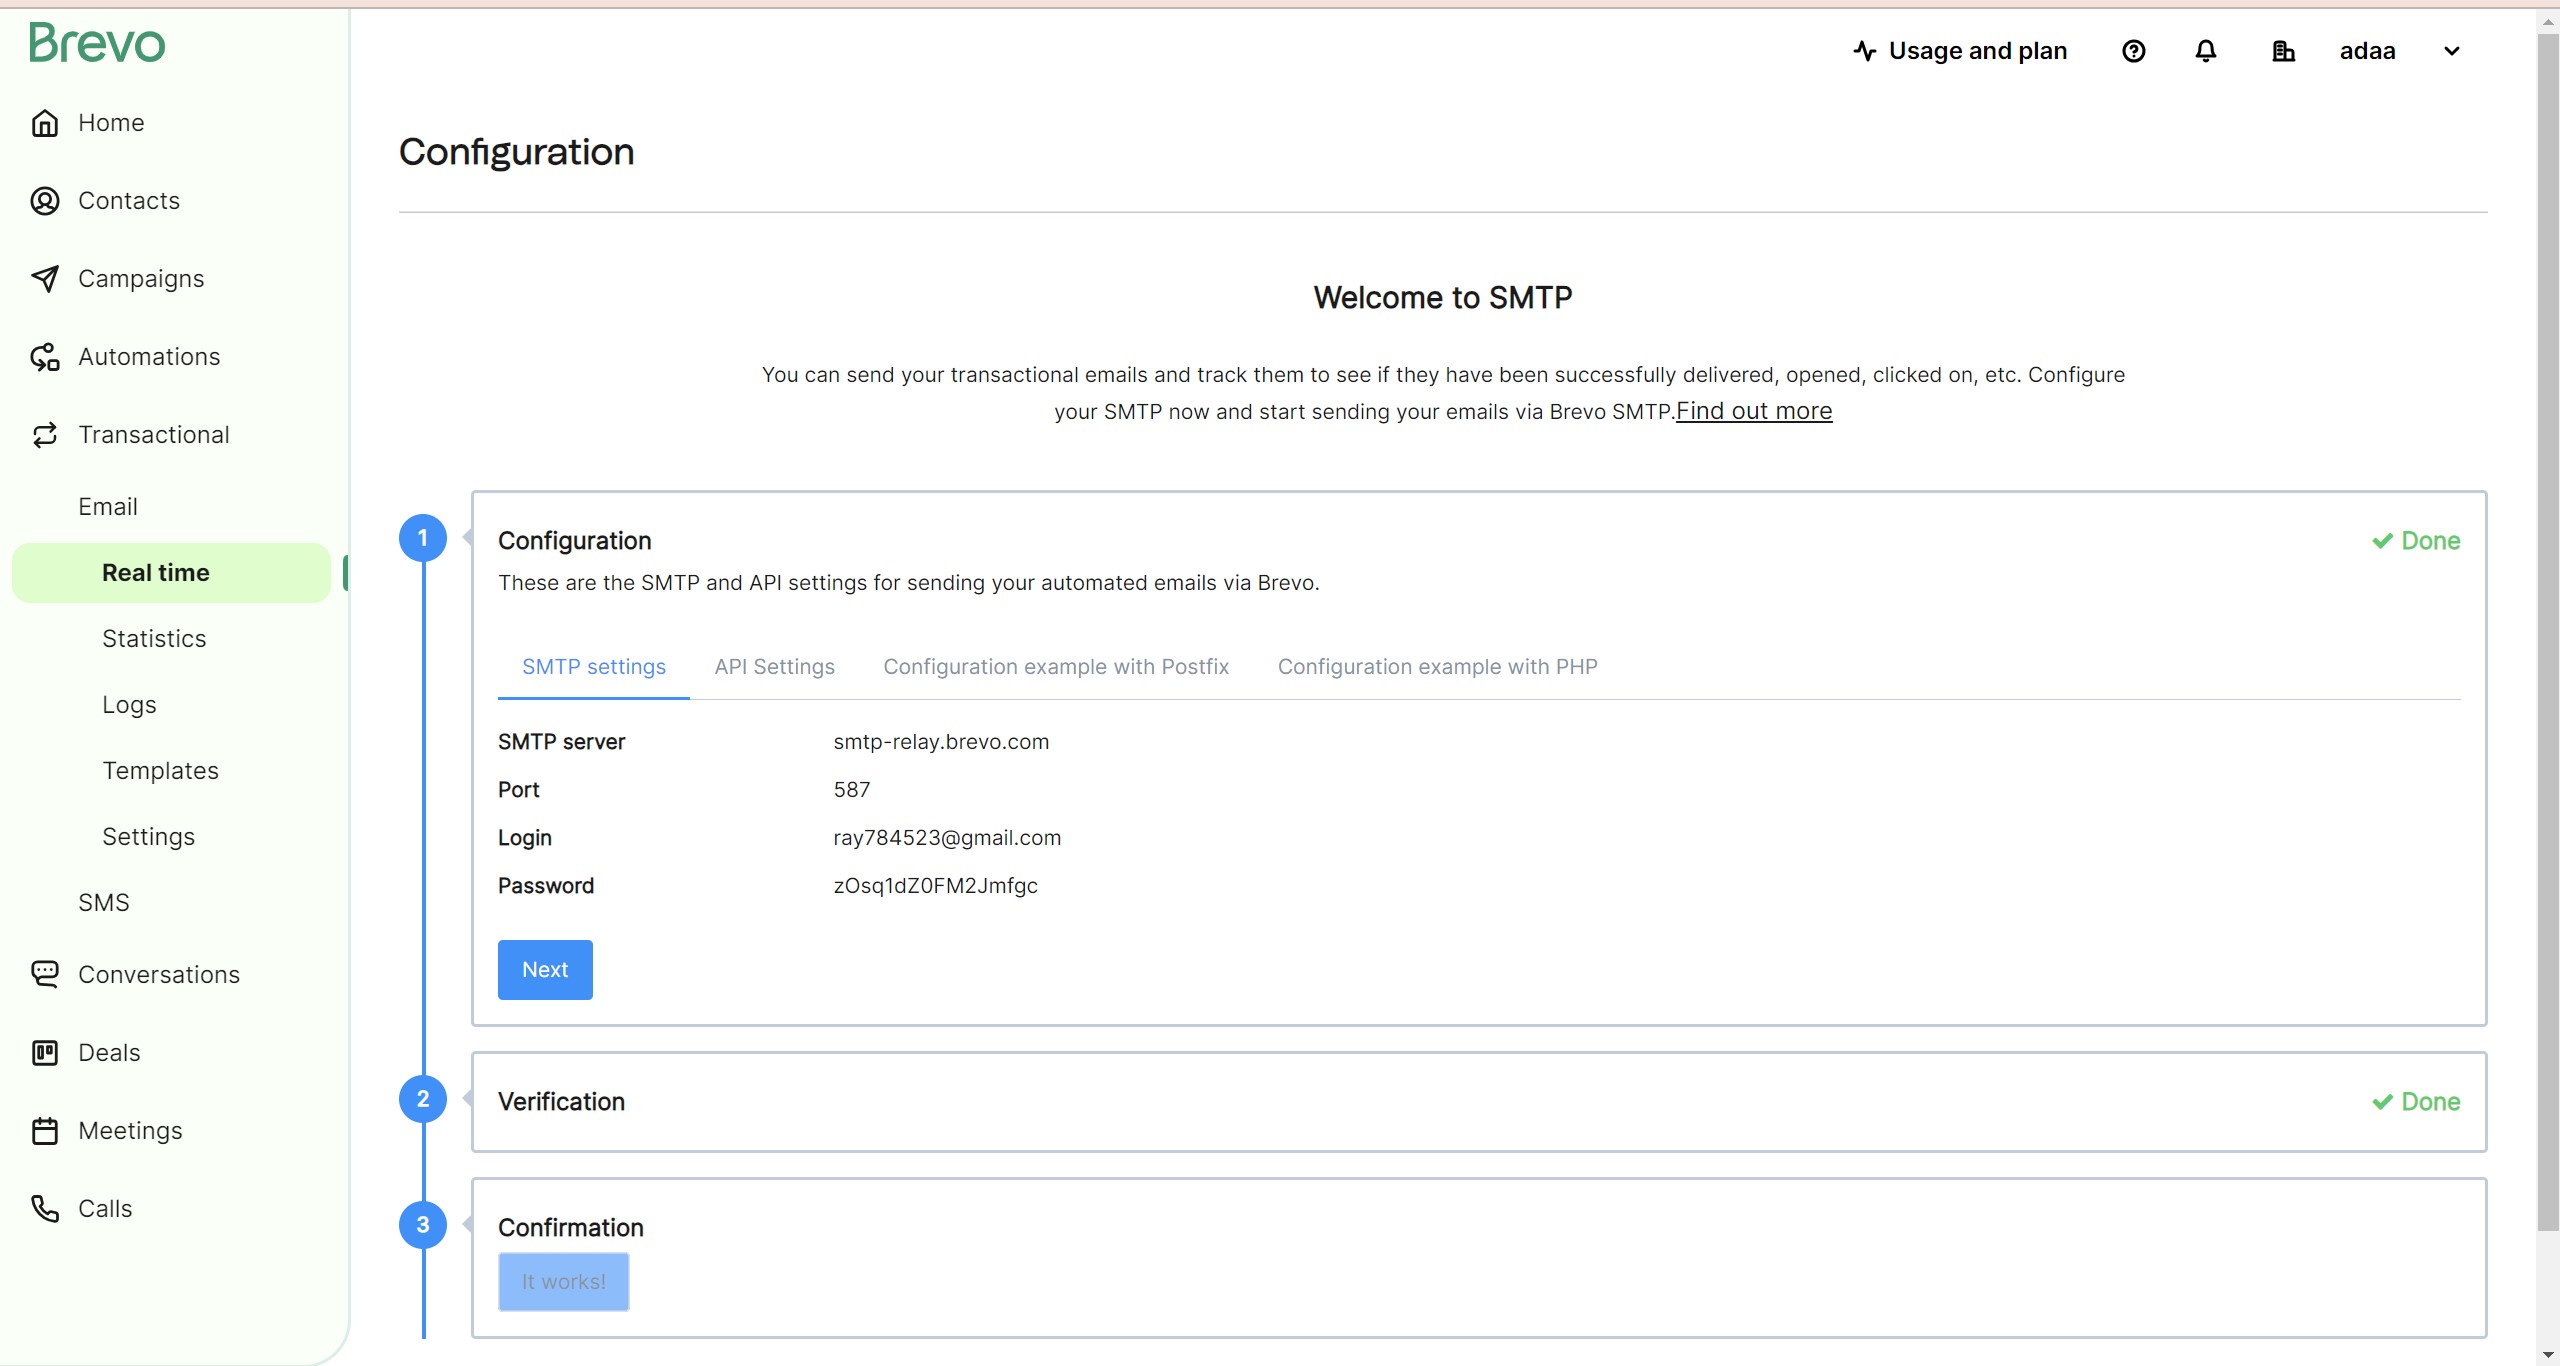 Brevo
Home
Contacts
Campaigns
Automations
Transactional
Email
Real time
Statistics
Logs
Templates
Settings
SMS
Conversations
Deals
Meetings
Calls
Usage and plan
adaa
Configuration
Welcome to SMTP
You can send your transactional emails and track them to see if they have been successfully delivered, opened, clicked on, etc. Configure
your SMTP now and start sending your emails via Brevo SMTP.Find out more
1
Configuration
Done
These are the SMTP and API settings for sending your automated emails via Brevo.
SMTP settings API Settings Configuration example with Postfix Configuration example with PHP
SMTP server smtp-relay.brevo.com
Port 587
Login ray784523@gmail.com
Password zOsq1dZ0FM2Jmfgc
Next
2
Verification
Done
3
Confirmation
It works!